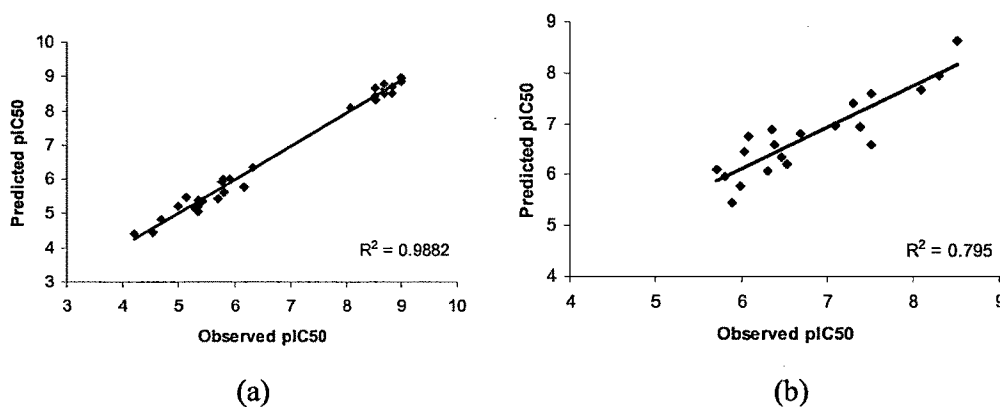 Predicted pIC50
10
9
8
7
6
5
4
3
3 4 5 6 7 8 9 10
R² = 0.9882
Observed pIC50
(a)
Predicted pIC50
9
8
7
6
5
4
4 5 6 7 8 9
R² = 0.795
Observed pIC50
(b)